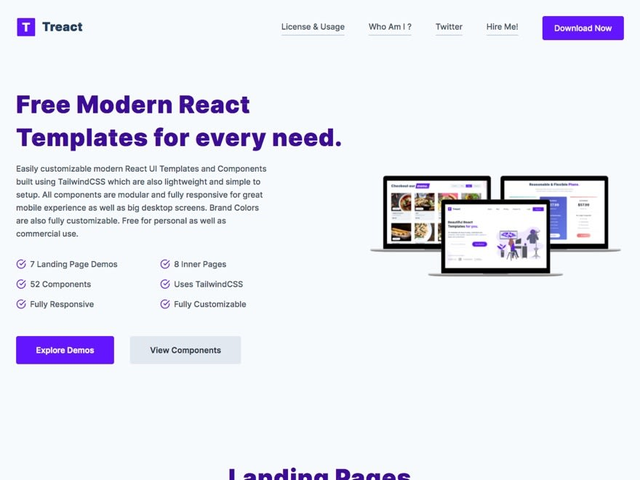 T Treact
License & Usage
Who Am I ?
Twitter
Hire Me!
Download Now
Free Modern React
Templates for every need.
Easily customizable modern React UI Templates and Components
built using TailwindCSS which are also lightweight and simple to
setup. All components are modular and fully responsive for great
mobile experience as well as big desktop screens. Brand Colors
are also fully customizable. Free for personal as well as
commercial use.
7 Landing Page Demos
8 Inner Pages
52 Components
Uses TailwindCSS
Fully Responsive
Fully Customizable
Explore Demos
View Components
Checkout our
Reasonable & Flexible Plans
Beautiful React
Templates for you.
Landing Pages